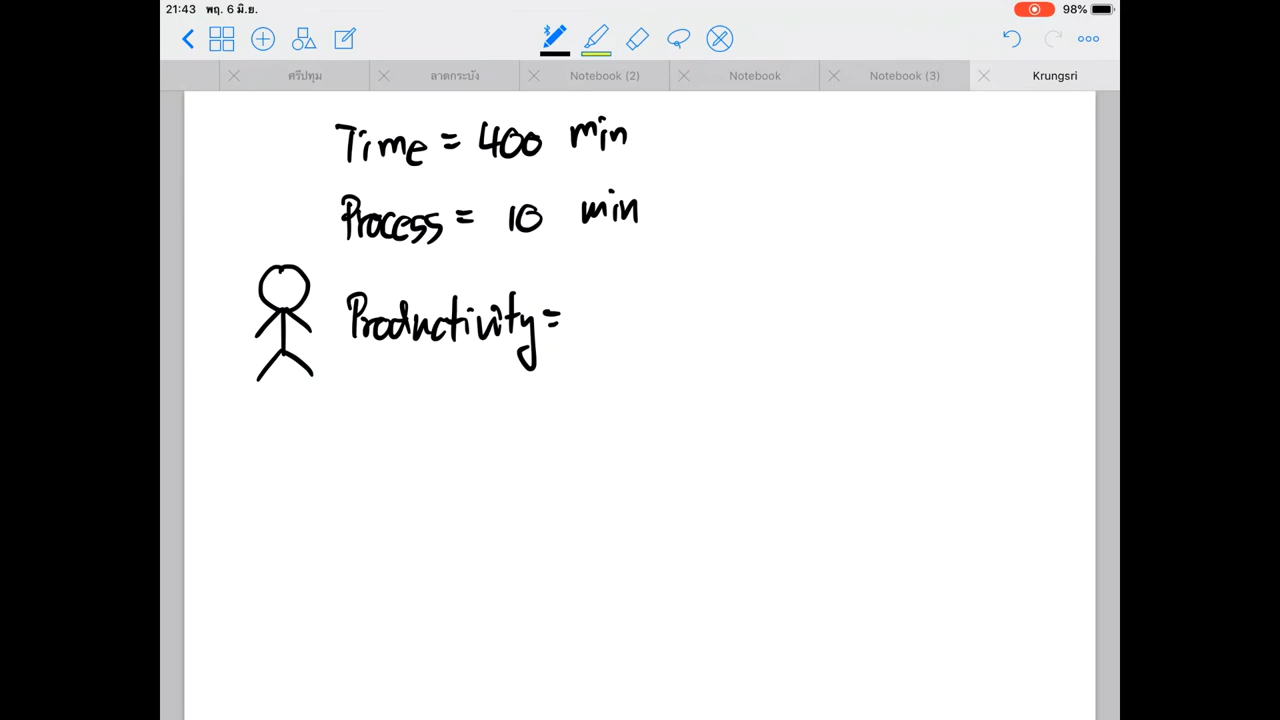 21:43 พฤ. 6 มิ.ย. 98%
ศรีปทุม ลาดกระบัง Notebook (2) Notebook Notebook (3) Krungsri
Time = 400 min
Process = 10 min
Productivity =